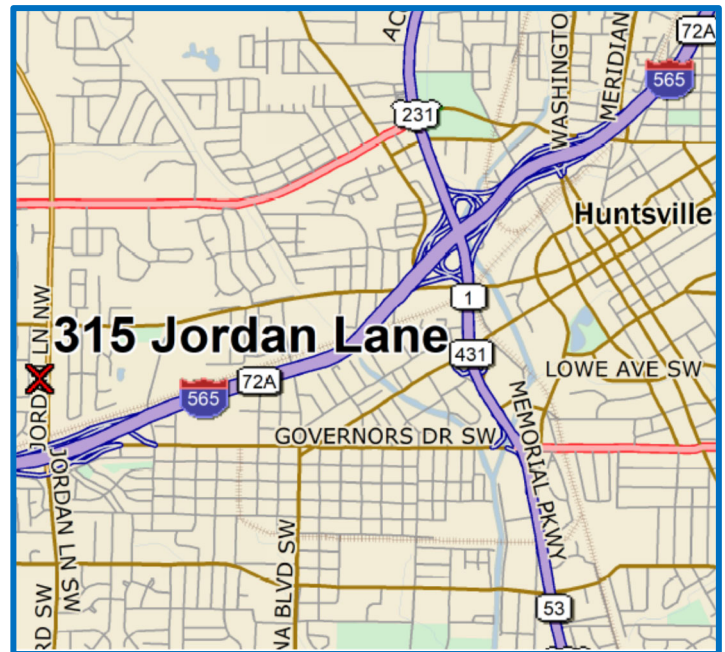 ACC
WASHINGTO
MERIDIAN
72A
565
231
Huntsville
1
315 Jordan Lane
431
LOWE AVE SW
72A
565
JORDAN LN NW
GOVERNORS DR SW
MEMORIAL PKWY
JORDAN LN SW
NA BLVD SW
RD SW
53